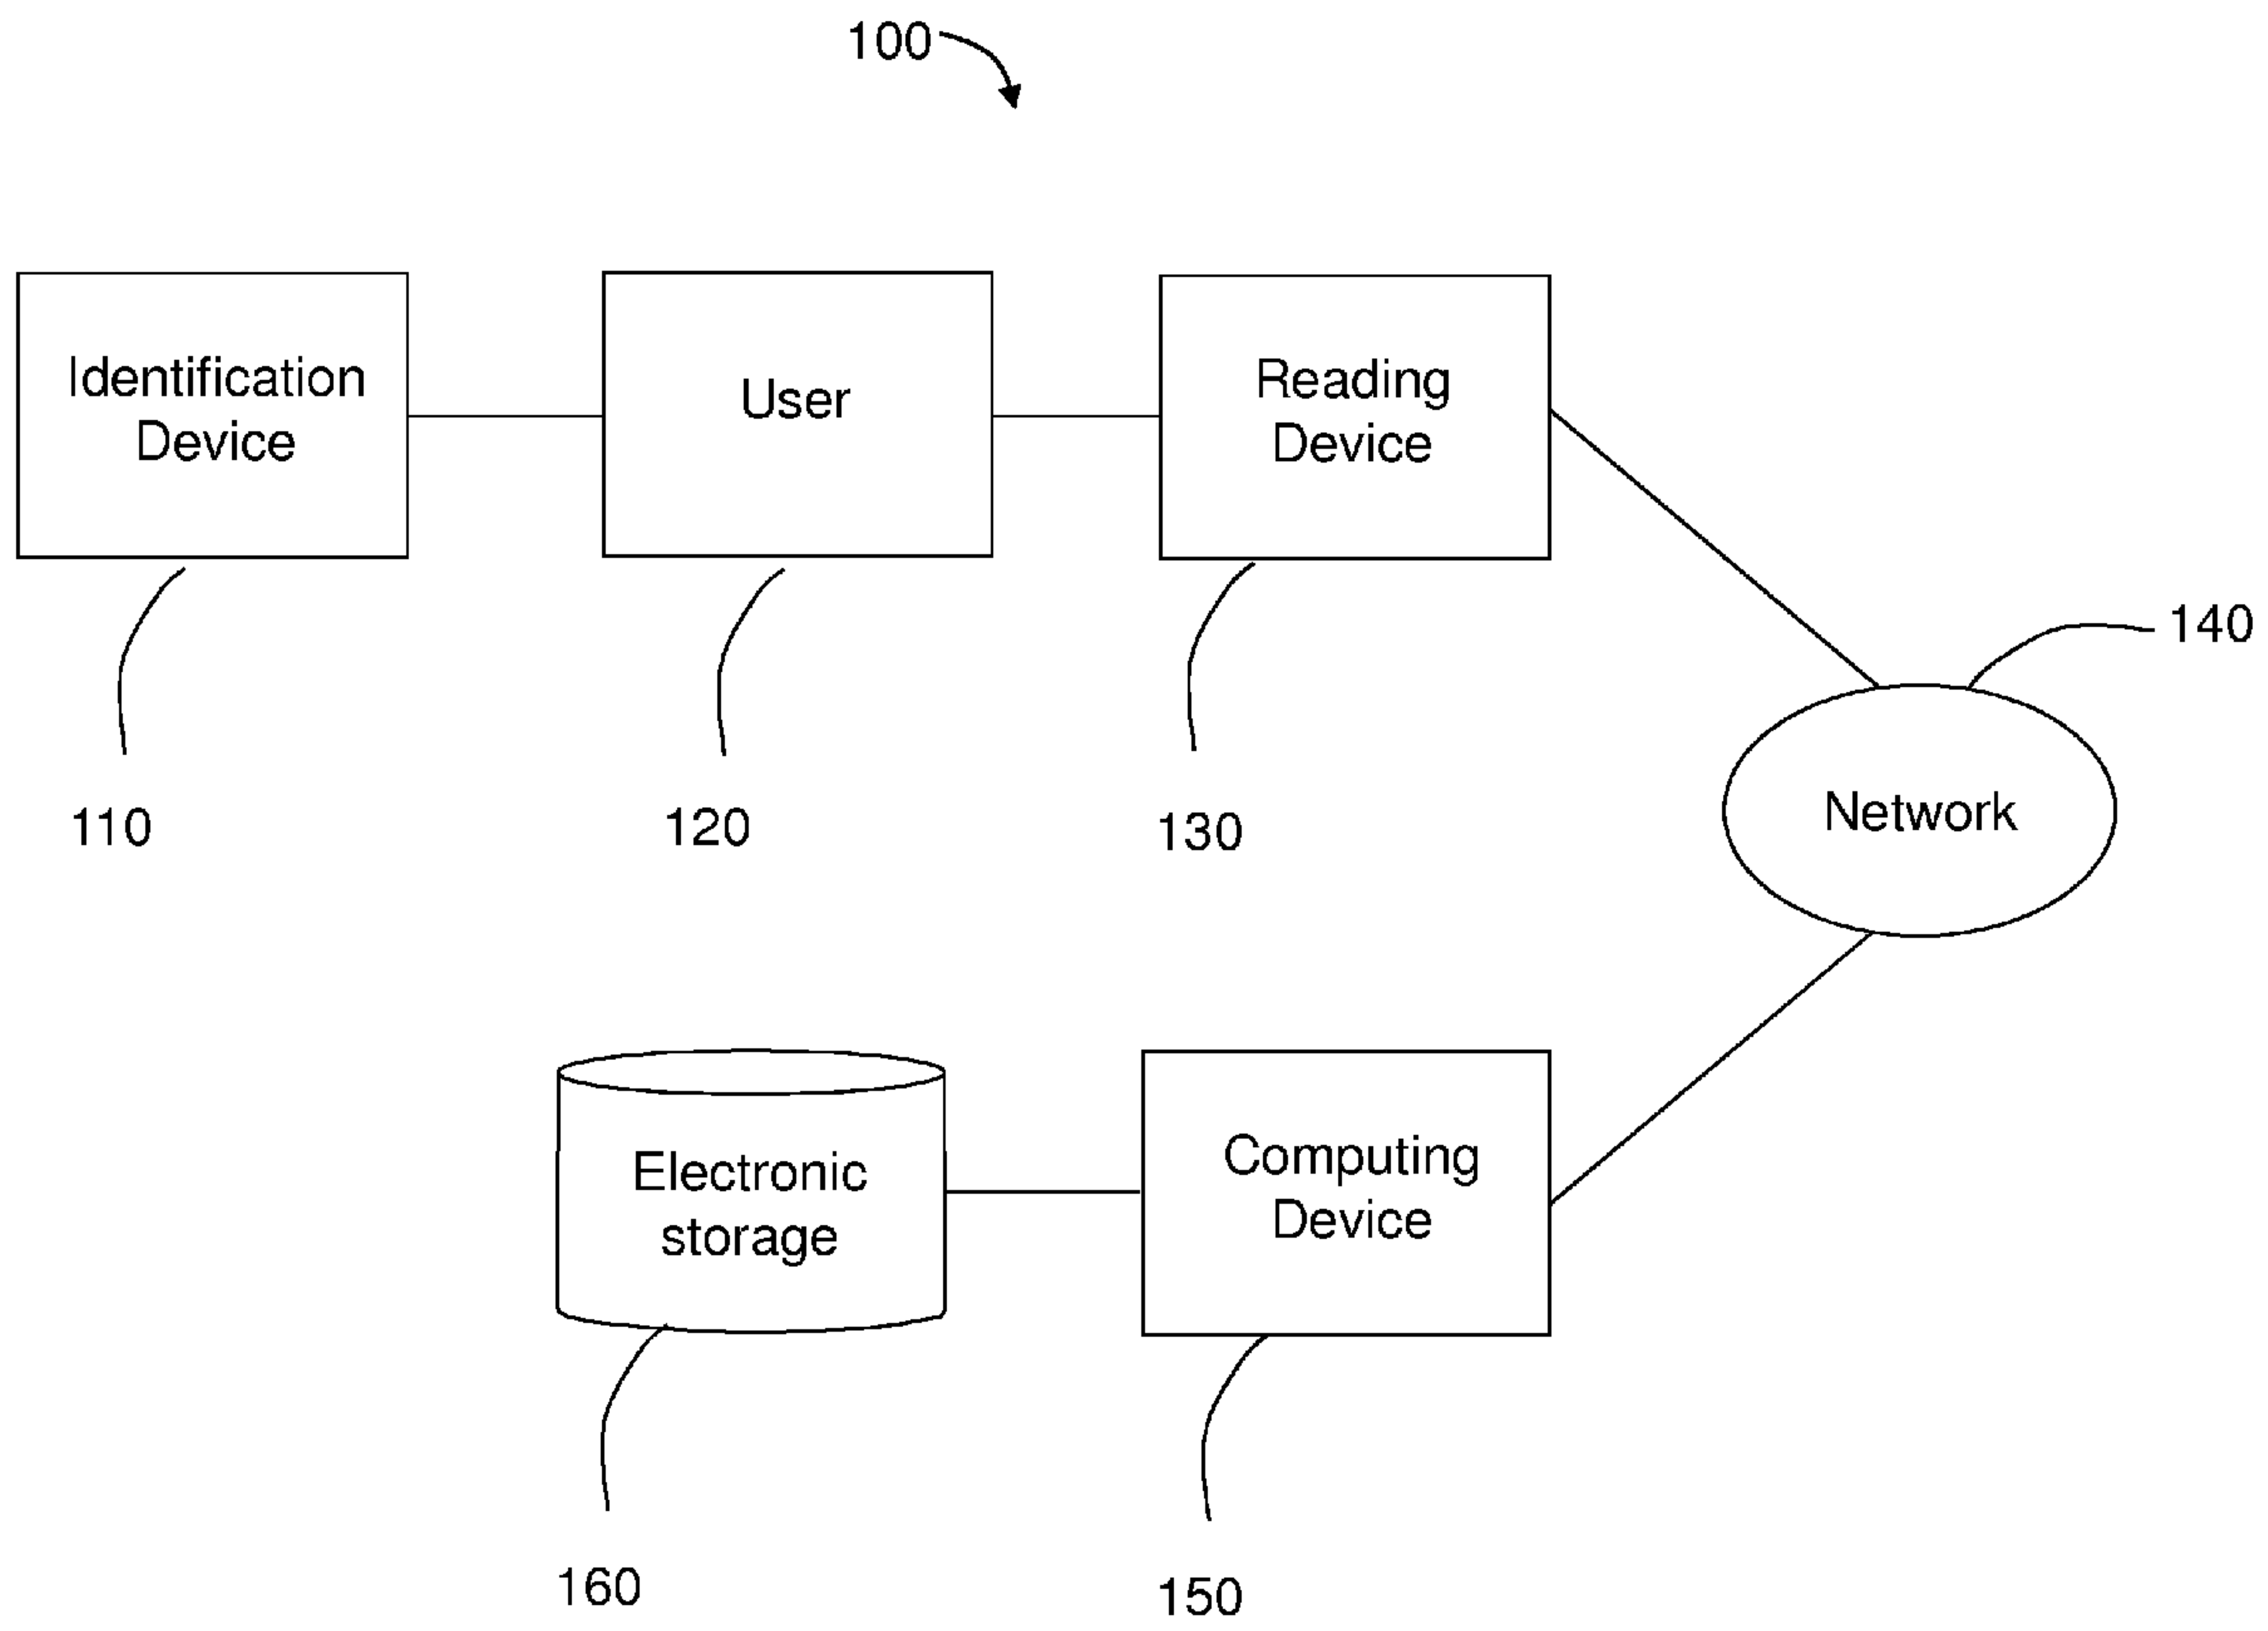 100
Identification
Device
User
Reading
Device
140
110
120
130
Network
Electronic
storage
Computing
Device
160
150